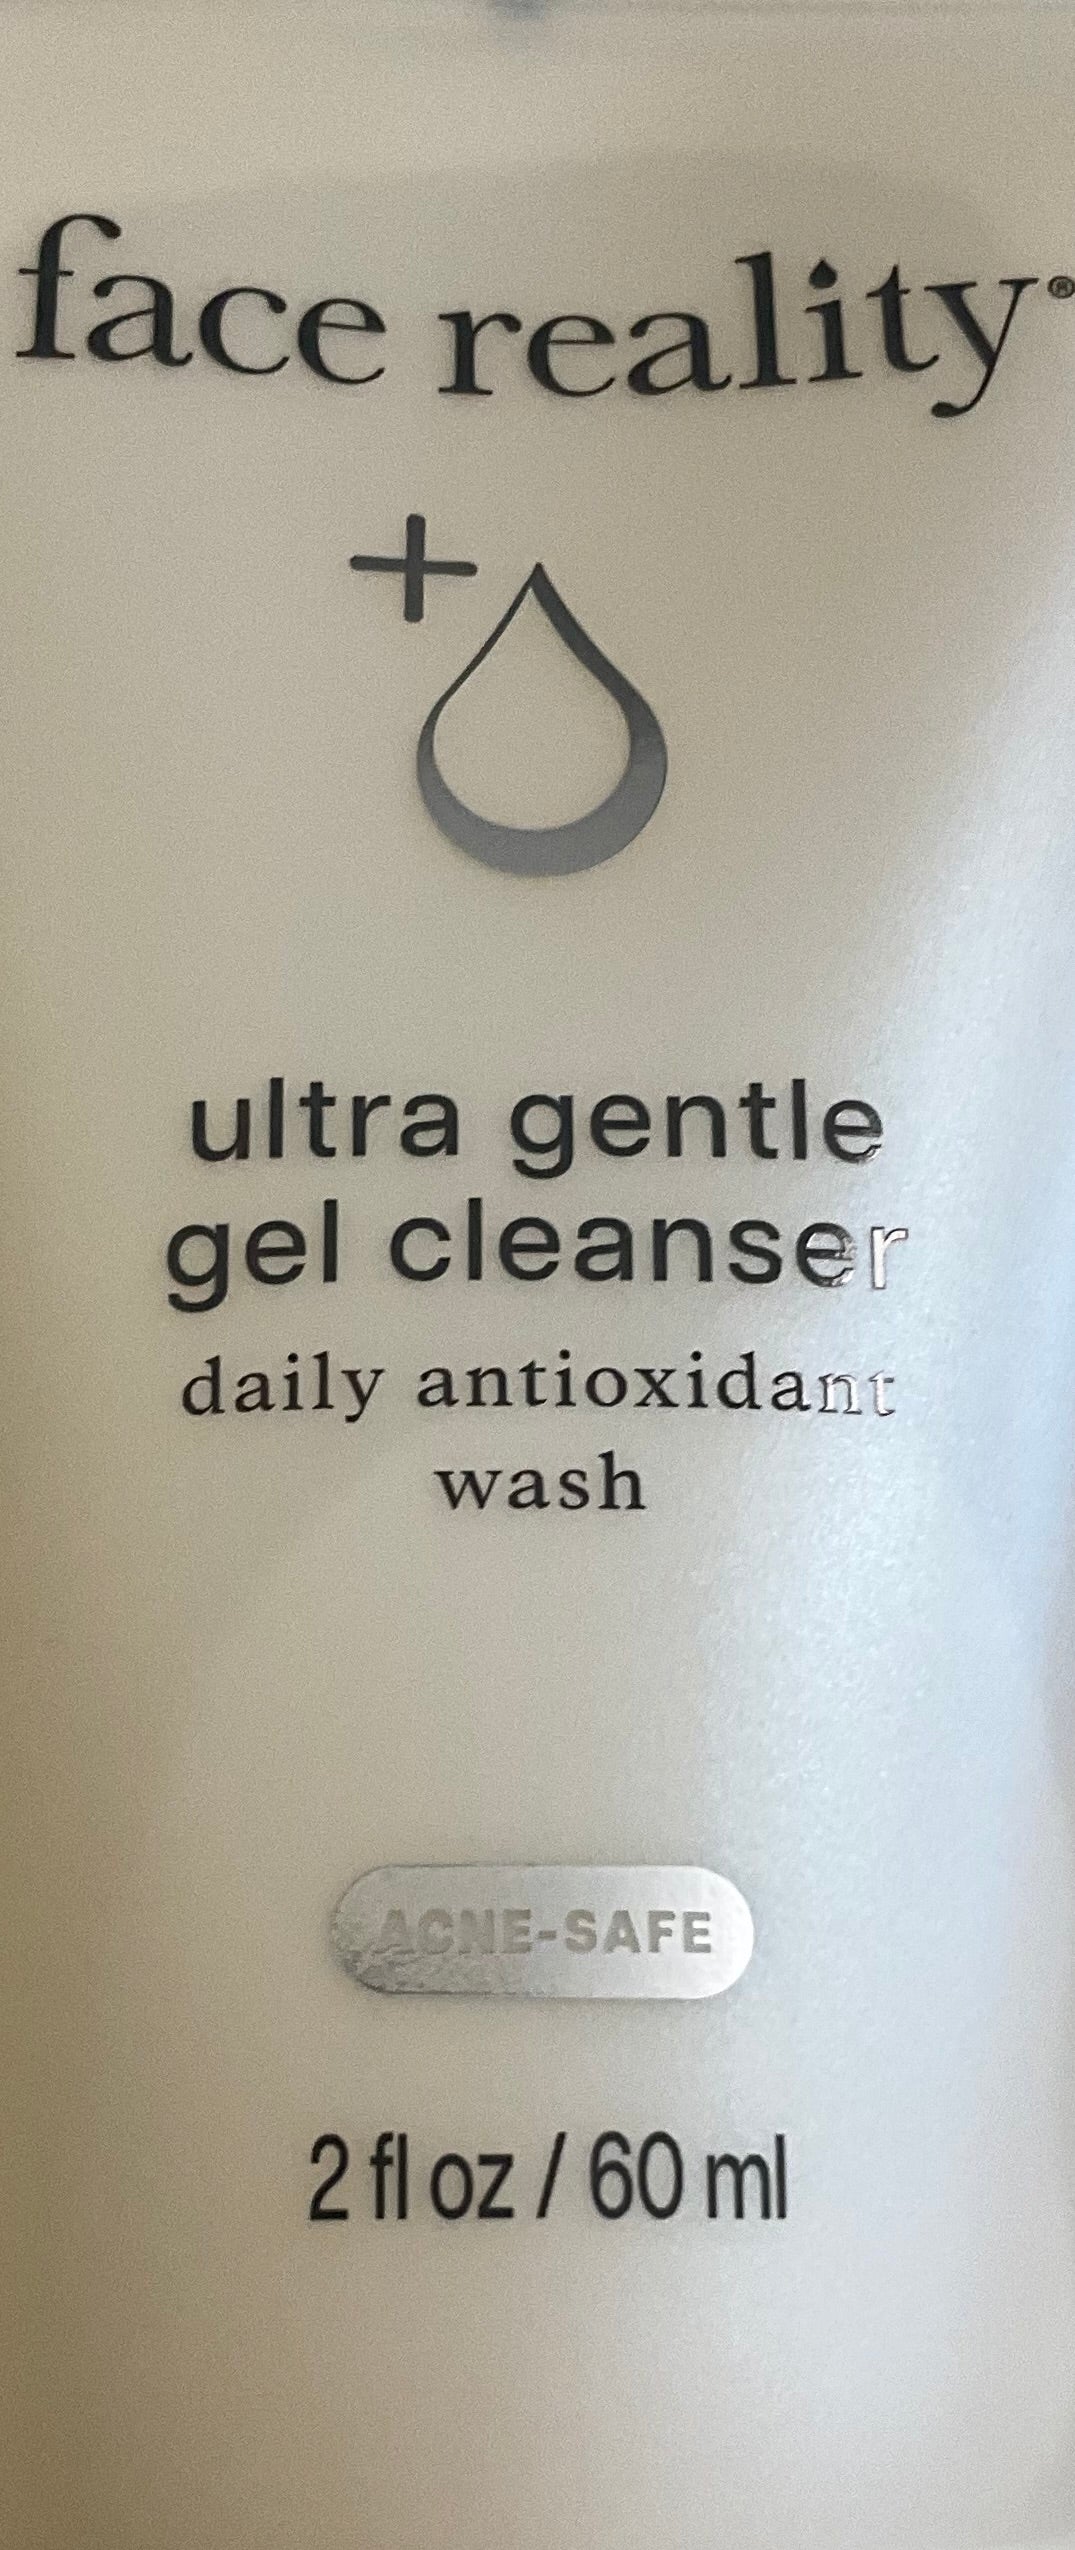 face reality®
ultra gentle
gel cleanser
daily antioxidant
wash
ACNE-SAFE
2 fl oz / 60 ml